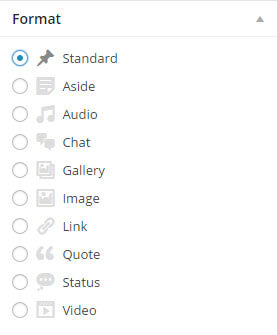 Format
Standard
Aside
Audio
Chat
Gallery
Image
Link
Quote
Status
Video